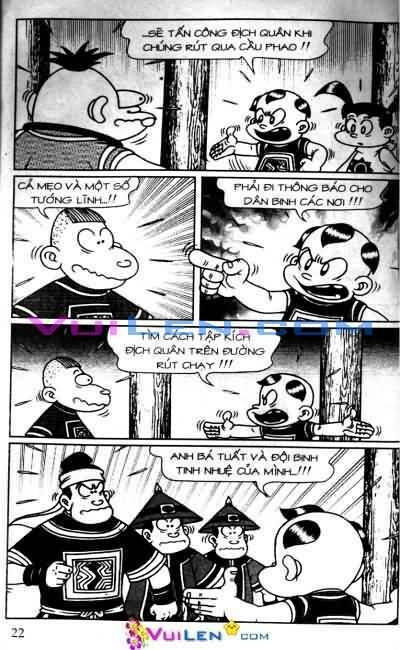 ..SẼ TẤN CÔNG ĐỊCH QUÂN KHI
CHÚNG RÚT QUA CẦU PHAO !!
CẢ MẸO VÀ MỘT SỐ
TƯỚNG LĨNH...!!
PHẢI ĐI THÔNG BÁO CHO
DÂN BINH CÁC NƠI !!!
VuiLen.com
TÌM CÁCH TẬP KÍCH
ĐỊCH QUÂN TRÊN ĐƯỜNG
RÚT CHẠY !!!
ANH BÁ TUẤT VÀ ĐỘI BINH
TINH NHUỆ CỦA MÌNH..!!!
22
VuiLen.com